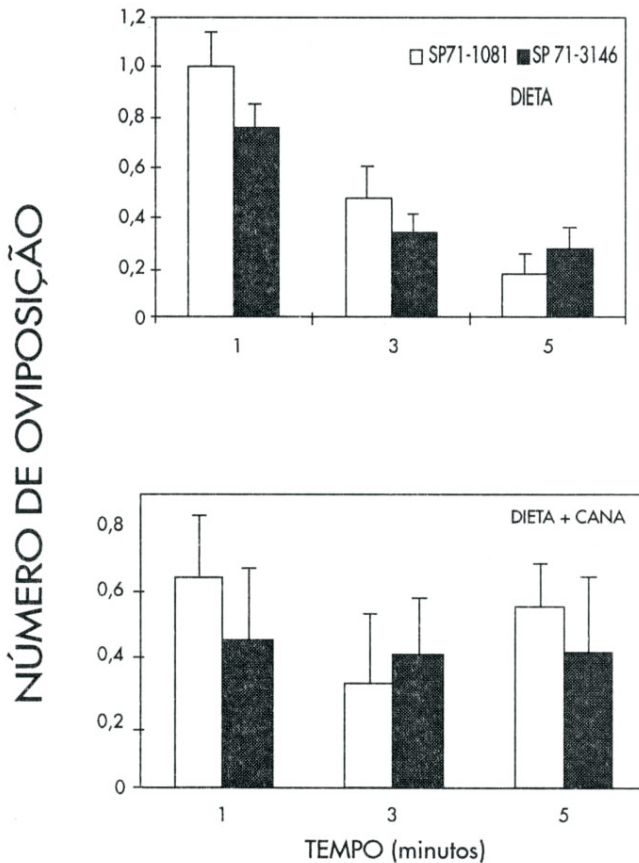 NÚMERO DE OVIPOSIÇÃO
1,2
1,0
0,8
0,6
0,4
0,2
0
SP71-1081 SP 71-3146
DIETA
1 3 5
0,8
0,6
0,4
0,2
0
DIETA + CANA
1 3 5
TEMPO (minutos)